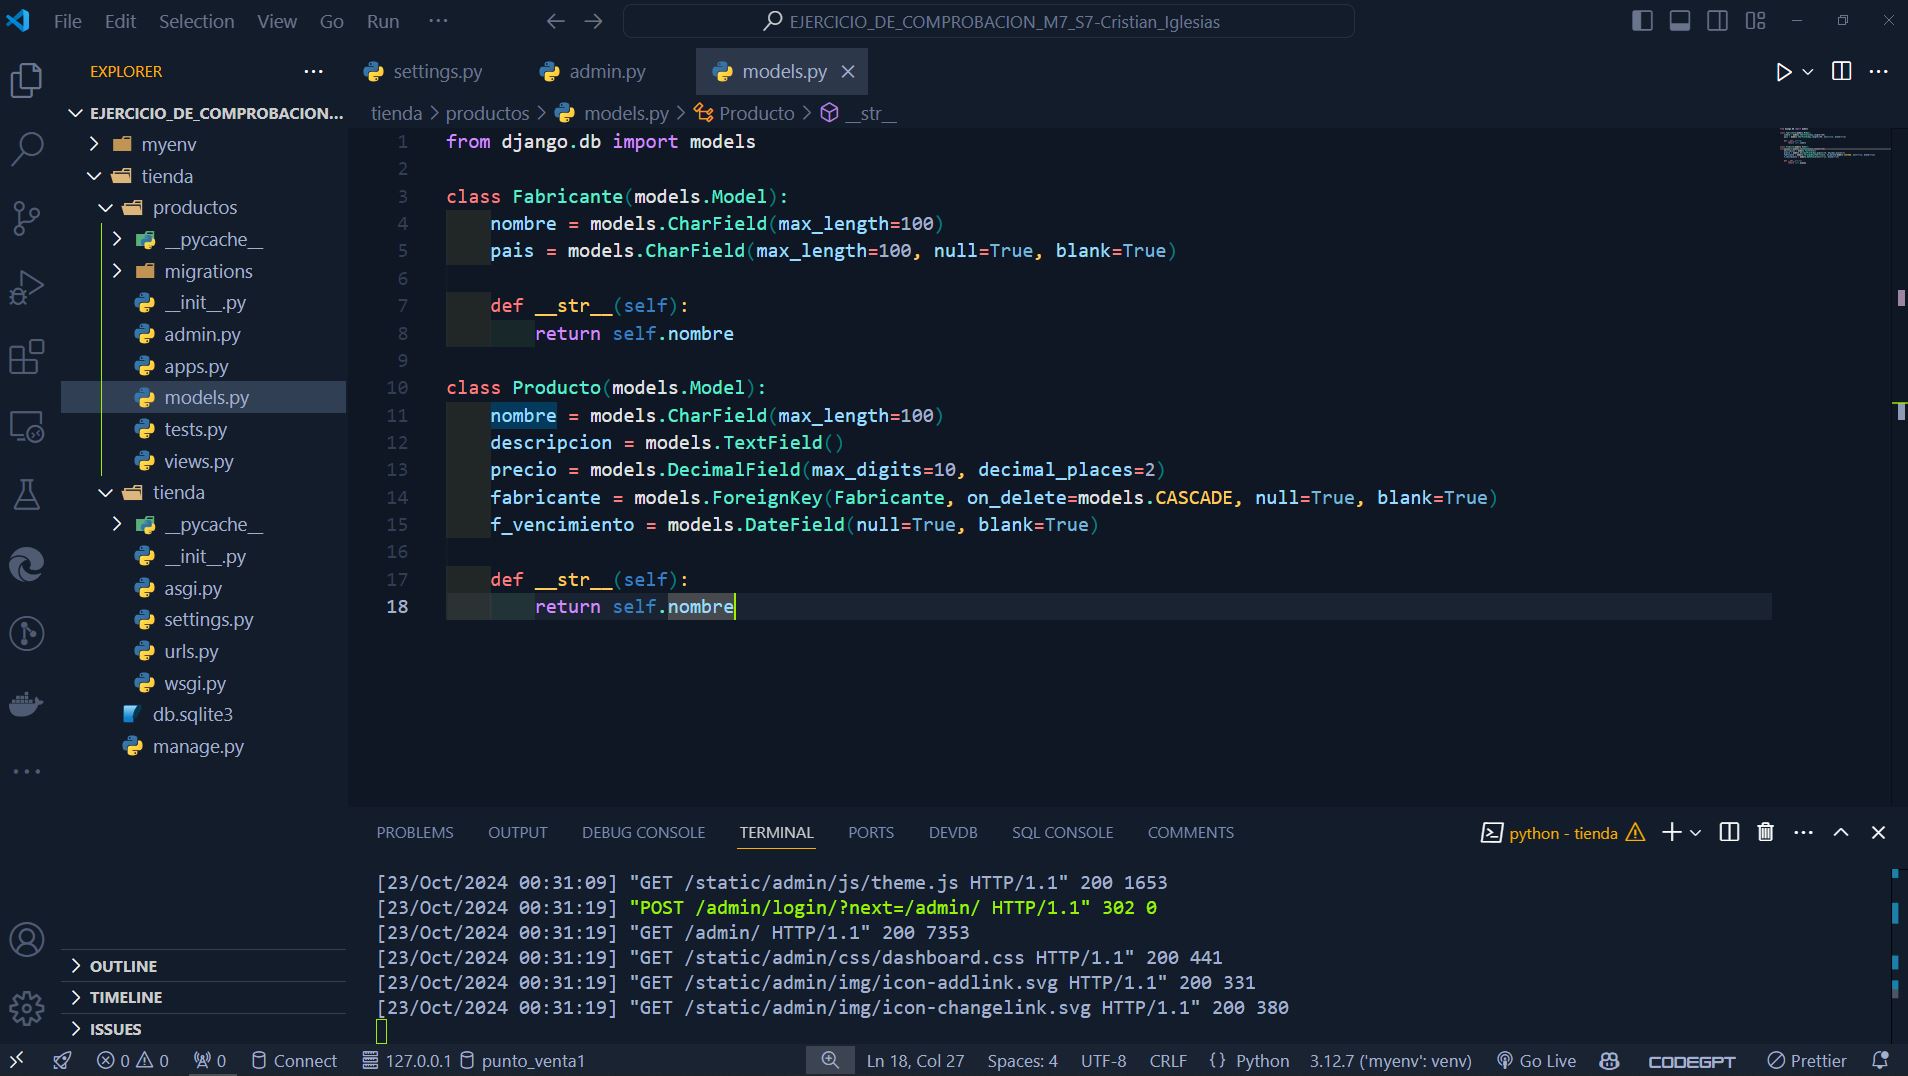 File Edit Selection View Go Run ··· EJERCICIO_DE_COMPROBACION_M7_S7-Cristian_Iglesias
EXPLORER
settings.py admin.py models.py
EJERCICIO_DE_COMPROBACION...
tienda > productos > models.py > Producto > __str__
myenv
tienda
productos
__pycache__
migrations
__init__.py
admin.py
apps.py
models.py
tests.py
views.py
tienda
__pycache__
__init__.py
asgi.py
settings.py
urls.py
wsgi.py
db.sqlite3
manage.py
OUTLINE
TIMELINE
ISSUES
1 from django.db import models
2
3 class Fabricante(models.Model):
4 nombre = models.CharField(max_length=100)
5 pais = models.CharField(max_length=100, null=True, blank=True)
6
7 def __str__(self):
8 return self.nombre
9
10 class Producto(models.Model):
11 nombre = models.CharField(max_length=100)
12 descripcion = models.TextField()
13 precio = models.DecimalField(max_digits=10, decimal_places=2)
14 fabricante = models.ForeignKey(Fabricante, on_delete=models.CASCADE, null=True, blank=True)
15 f_vencimiento = models.DateField(null=True, blank=True)
16
17 def __str__(self):
18 return self.nombre
PROBLEMS OUTPUT DEBUG CONSOLE TERMINAL PORTS DEVDB SQL CONSOLE COMMENTS python - tienda
[23/Oct/2024 00:31:09] "GET /static/admin/js/theme.js HTTP/1.1" 200 1653
[23/Oct/2024 00:31:19] "POST /admin/login/?next=/admin/ HTTP/1.1" 302 0
[23/Oct/2024 00:31:19] "GET /admin/ HTTP/1.1" 200 7353
[23/Oct/2024 00:31:19] "GET /static/admin/css/dashboard.css HTTP/1.1" 200 441
[23/Oct/2024 00:31:19] "GET /static/admin/img/icon-addlink.svg HTTP/1.1" 200 331
[23/Oct/2024 00:31:19] "GET /static/admin/img/icon-changelink.svg HTTP/1.1" 200 380
0 0 0 Connect 127.0.0.1 punto_venta1 Ln 18, Col 27 Spaces: 4 UTF-8 CRLF {} Python 3.12.7 ('myenv': venv) Go Live CODEGPT Prettier